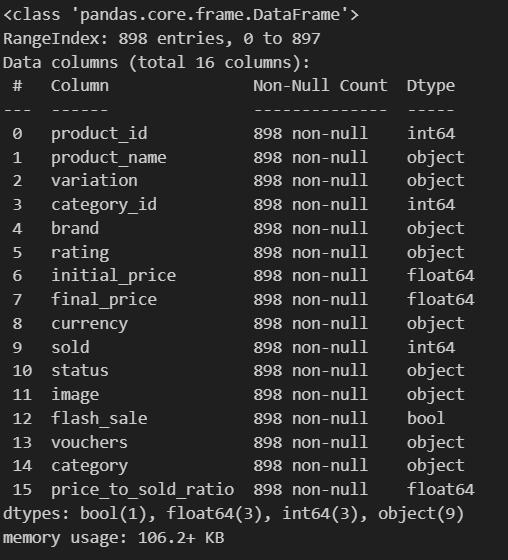 <class 'pandas.core.frame.DataFrame'>
RangeIndex: 898 entries, 0 to 897
Data columns (total 16 columns):
 #   Column               Non-Null Count  Dtype
---  ------               --------------  -----
 0   product_id           898 non-null    int64
 1   product_name         898 non-null    object
 2   variation            898 non-null    object
 3   category_id          898 non-null    int64
 4   brand                898 non-null    object
 5   rating               898 non-null    object
 6   initial_price        898 non-null    float64
 7   final_price          898 non-null    float64
 8   currency             898 non-null    object
 9   sold                 898 non-null    int64
 10  status               898 non-null    object
 11  image                898 non-null    object
 12  flash_sale           898 non-null    bool
 13  vouchers             898 non-null    object
 14  category             898 non-null    object
 15  price_to_sold_ratio  898 non-null    float64
dtypes: bool(1), float64(3), int64(3), object(9)
memory usage: 106.2+ KB